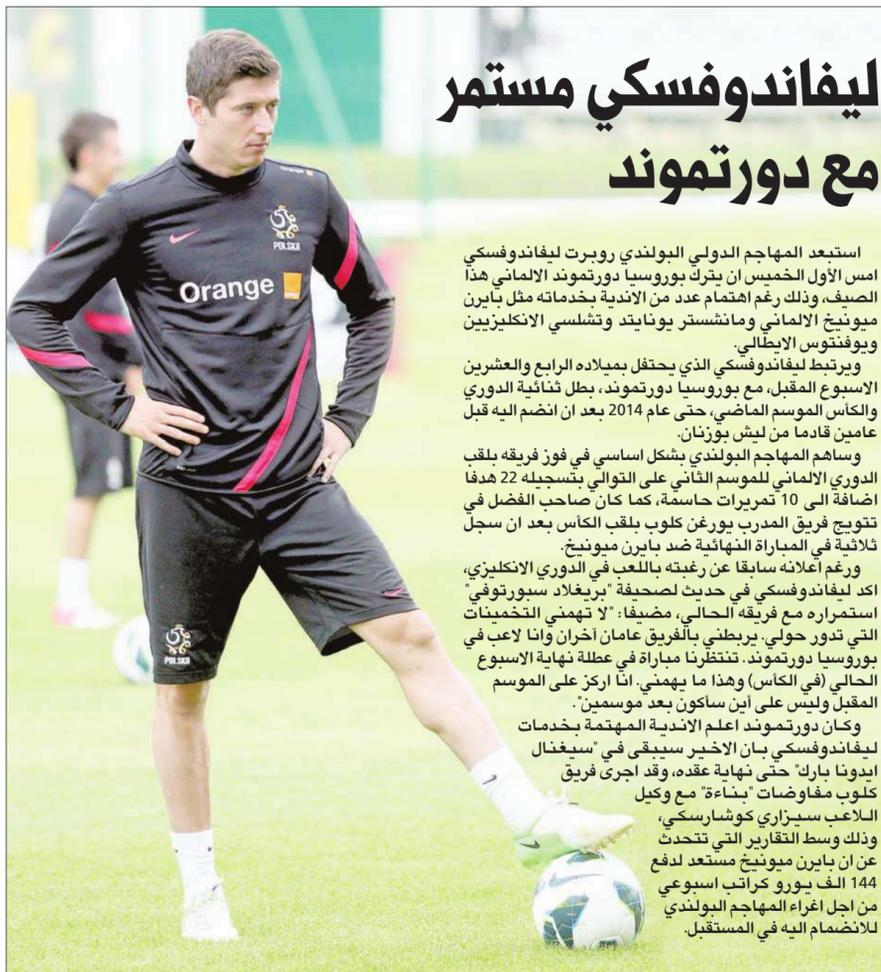 ليفاندوفسكي مستمر
مع دورتموند
استبعد المهاجم الدولي البولندي روبرت ليفاندوفسكي
امس الأول الخميس ان يترك بوروسيا دورتموند الالماني هذا
الصيف، وذلك رغم اهتمام عدد من الاندية بخدماته مثل بايرن
ميونيخ الالماني ومانشستر يونايتد وتشلسي الانكليزيين
ويوفنتوس الايطالي.
ويرتبط ليفاندوفسكي الذي يحتفل بميلاده الرابع والعشرين
الاسبوع المقبل، مع بوروسيا دورتموند، بطل ثنائية الدوري
والكأس الموسم الماضي، حتى عام 2014 بعد ان انضم اليه قبل
عامين قادما من ليش بوزنان.
وساهم المهاجم البولندي بشكل اساسي في فوز فريقه بلقب
الدوري الالماني للموسم الثاني على التوالي بتسجيله 22 هدفا
اضافة الى 10 تمريرات حاسمة، كما كان صاحب الفضل في
تتويج فريق المدرب يورغن كلوب بلقب الكأس بعد ان سجل
ثلاثية في المباراة النهائية ضد بايرن ميونيخ.
ورغم اعلانه سابقا عن رغبته باللعب في الدوري الانكليزي،
اكد ليفاندوفسكي في حديث لصحيفة "بريغلاد سبورتوفي"
استمراره مع فريقه الحالي، مضيفا: "لا تهمني التخمينات
التي تدور حولي. يربطني بالفريق عامان آخران وانا لاعب في
بوروسيا دورتموند. تنتظرنا مباراة في عطلة نهاية الاسبوع
الحالي (في الكأس) وهذا ما يهمني. انا اركز على الموسم
المقبل وليس على أين سأكون بعد موسمين".
وكان دورتموند اعلم الاندية المهتمة بخدمات
ليفاندوفسكي بان الاخير سيبقى في "سيغنال
ايدونا بارك" حتى نهاية عقده، وقد اجرى فريق
كلوب مفاوضات "بناءة" مع وكيل
اللاعب سيزاري كوشارسكي،
وذلك وسط التقارير التي تتحدث
عن ان بايرن ميونيخ مستعد لدفع
144 الف يورو كراتب اسبوعي
من اجل اغراء المهاجم البولندي
للانضمام اليه في المستقبل.
Orange
POLSKA
Orange
POLSKA